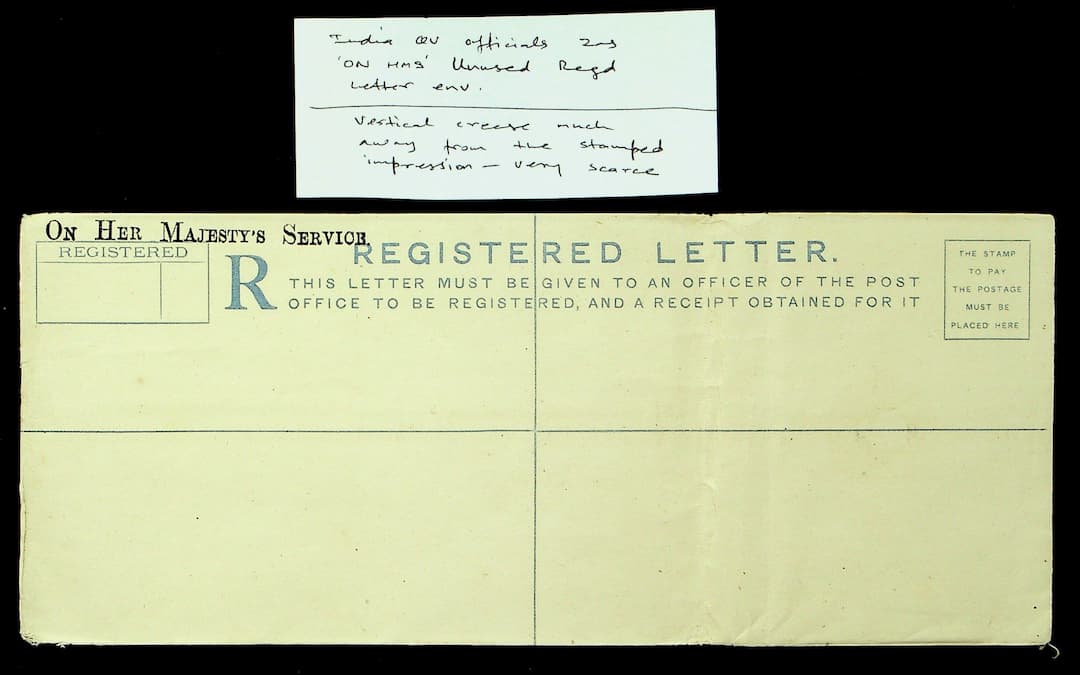 India QV officials 2as
'ON HMS' Unused Regd
Letter env.
Vertical crease much
away from the stamped
impression – very scarce
ON HER MAJESTY'S SERVICE.
REGISTERED
R
REGISTERED LETTER.
THIS LETTER MUST BE GIVEN TO AN OFFICER OF THE POST
OFFICE TO BE REGISTERED, AND A RECEIPT OBTAINED FOR IT
THE STAMP
TO PAY
THE POSTAGE
MUST BE
PLACED HERE